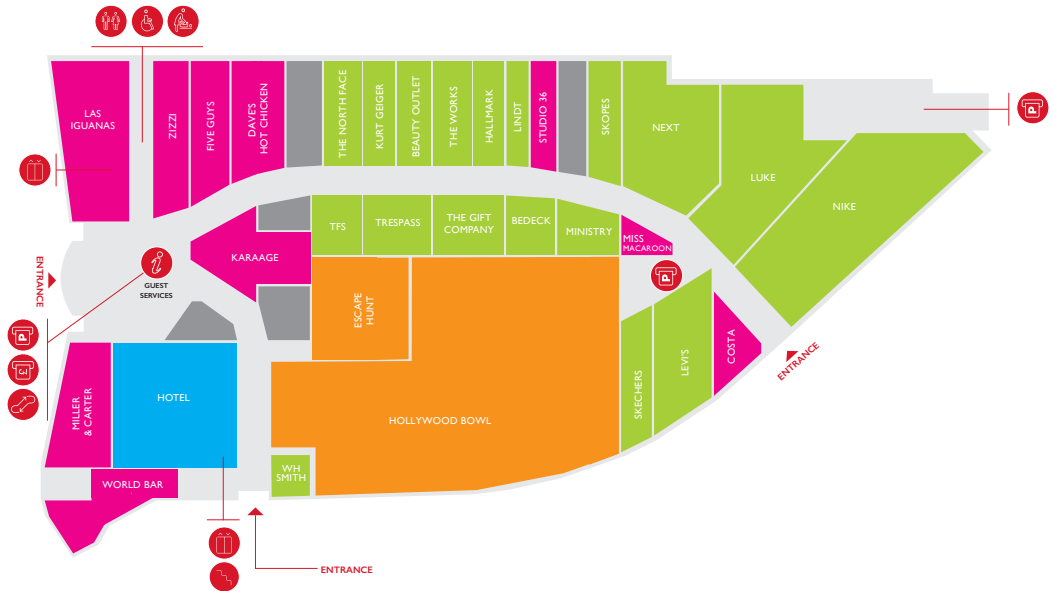 LAS
IGUANAS
ZIZZI
FIVE GUYS
DAVE'S
HOT CHICKEN
THE NORTH FACE
KURT GEIGER
BEAUTY OUTLET
THE WORKS
HALLMARK
LINDT
STUDIO 36
SKOPES
NEXT
LUKE
NIKE
P
TFS
TRESPASS
THE GIFT
COMPANY
BEDECK
MINISTRY
MISS
MACAROON
P
KARAAGE
ENTRANCE
i
GUEST
SERVICES
P
£
ESCAPE
HUNT
HOLLYWOOD BOWL
SKECHERS
LEVI'S
COSTA
ENTRANCE
MILLER
& CARTER
HOTEL
WORLD BAR
WH
SMITH
ENTRANCE